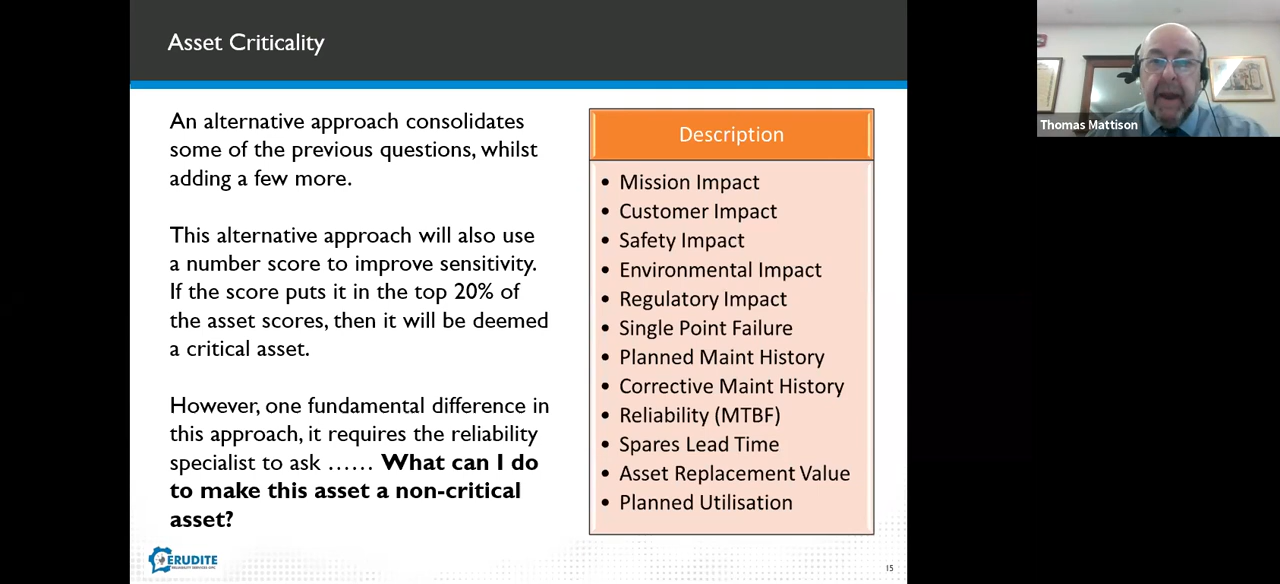 Asset Criticality
An alternative approach consolidates
some of the previous questions, whilst
adding a few more.
This alternative approach will also use
a number score to improve sensitivity.
If the score puts it in the top 20% of
the asset scores, then it will be deemed
a critical asset.
However, one fundamental difference in
this approach, it requires the reliability
specialist to ask …… What can I do
to make this asset a non-critical
asset?
Description
• Mission Impact
• Customer Impact
• Safety Impact
• Environmental Impact
• Regulatory Impact
• Single Point Failure
• Planned Maint History
• Corrective Maint History
• Reliability (MTBF)
• Spares Lead Time
• Asset Replacement Value
• Planned Utilisation
ERUDITE
RELIABILITY SERVICES
15
Thomas Mattison